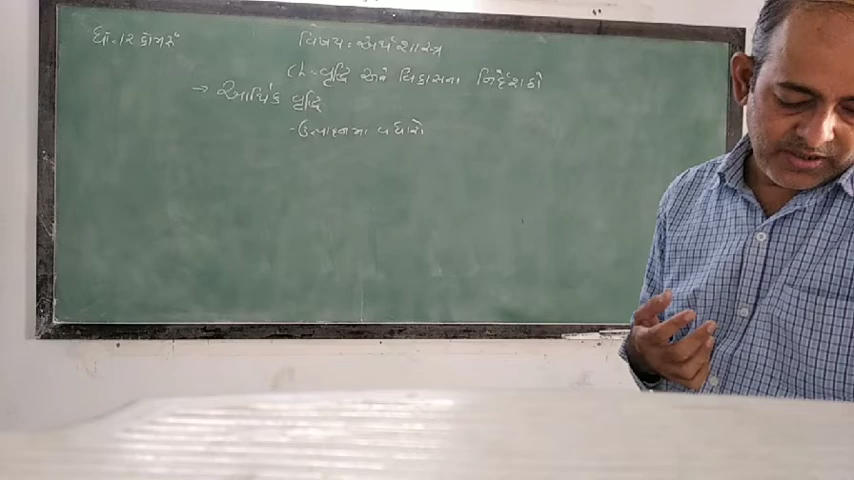 ધો-૧૨ કોમર્સ
વિષય : અર્થશાસ્ત્ર
Ch-વૃદ્ધિ અને વિકાસના નિર્દેશકો
→ આર્થિક વૃદ્ધિ
- ઉત્પાદનમાં વધારો